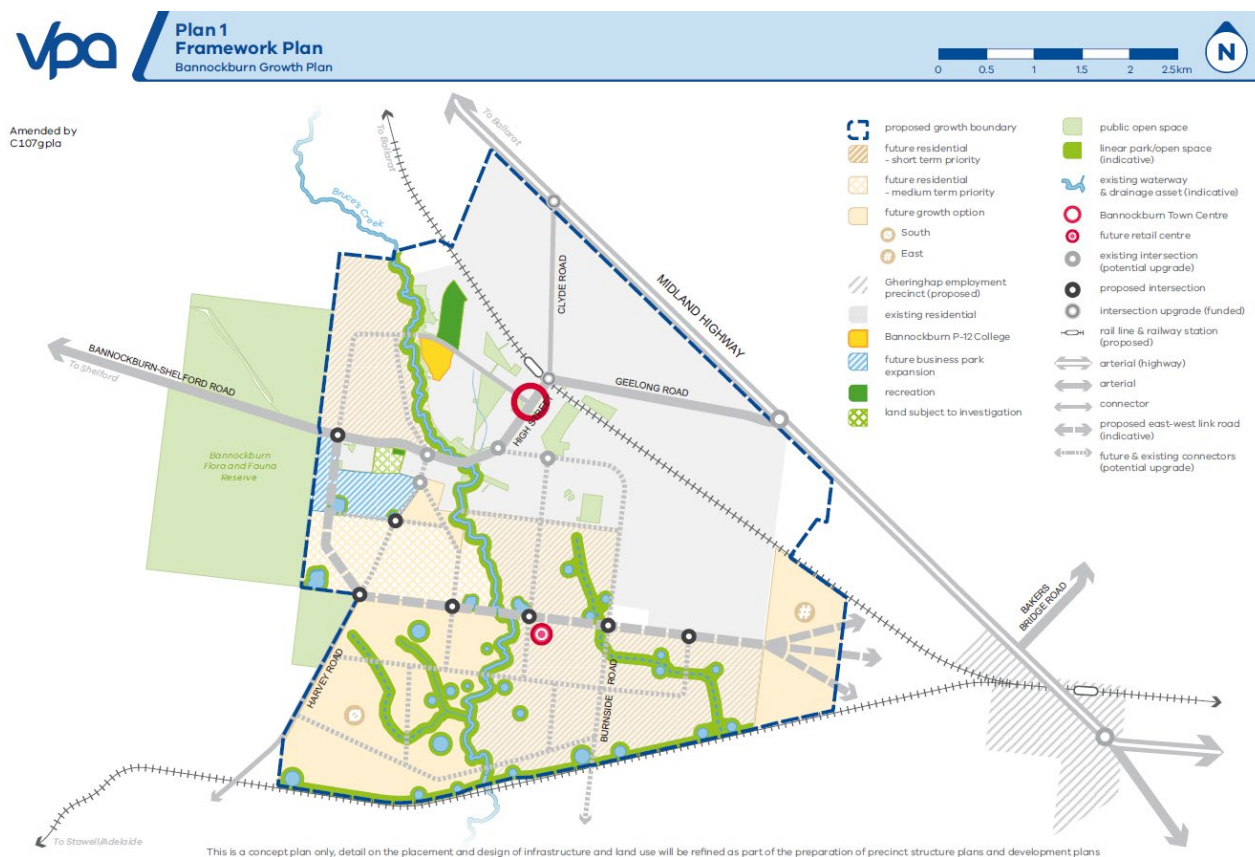 vpa
Plan 1
Framework Plan
Bannockburn Growth Plan
0 0.5 1 1.5 2 2.5km
N
Amended by
C107gpla
To Ballarat
To Ballarat
Bruce's Creek
MIDLAND HIGHWAY
CLYDE ROAD
GEELONG ROAD
HIGH STREET
BANNOCKBURN-SHELFORD ROAD
To Shelford
Bannockburn
Flora and Fauna
Reserve
HARVEY ROAD
BURNSIDE ROAD
BAKERS
BRIDGE ROAD
#
S
To Stawell/Adelaide
proposed growth boundary
future residential
- short term priority
future residential
- medium term priority
future growth option
S South
# East
Gheringhap employment
precinct (proposed)
existing residential
Bannockburn P-12 College
future business park
expansion
recreation
land subject to investigation
public open space
linear park/open space
(indicative)
existing waterway
& drainage asset (indicative)
Bannockburn Town Centre
future retail centre
existing intersection
(potential upgrade)
proposed intersection
intersection upgrade (funded)
rail line & railway station
(proposed)
arterial (highway)
arterial
connector
proposed east-west link road
(indicative)
future & existing connectors
(potential upgrade)
This is a concept plan only, detail on the placement and design of infrastructure and land use will be refined as part of the preparation of precinct structure plans and development plans